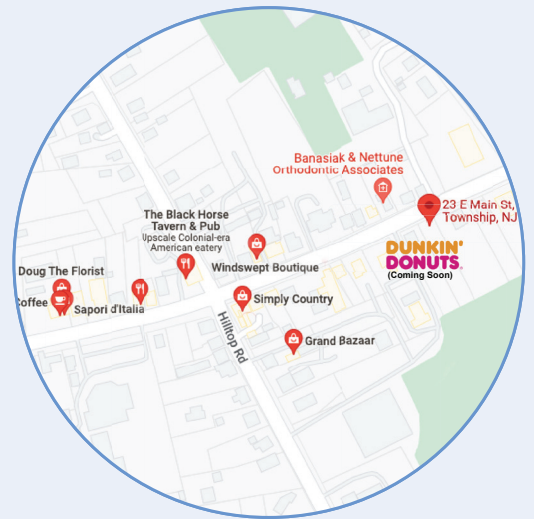 Banasiak & Nettune
Orthodontic Associates
23 E Main St,
Township, NJ
The Black Horse
Tavern & Pub
Upscale Colonial-era
American eatery
DUNKIN'
DONUTS
(Coming Soon)
Windswept Boutique
Doug The Florist
Coffee
Sapori d'Italia
Simply Country
Hilltop Rd
Grand Bazaar